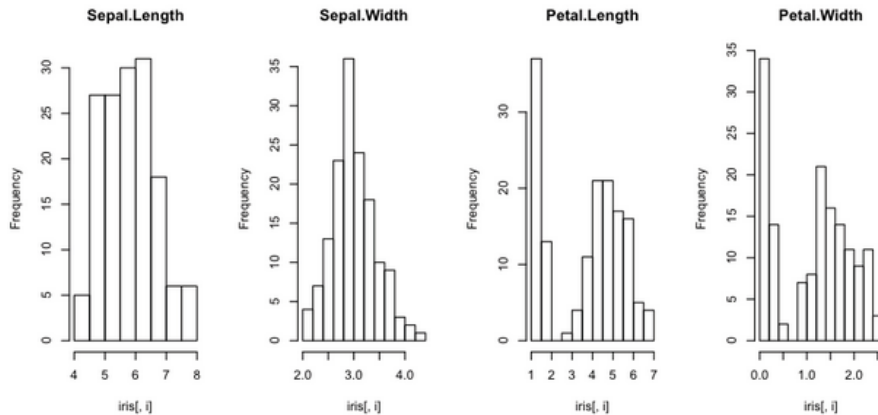 Sepal.Length
Sepal.Width
Petal.Length
Petal.Width
Frequency
0 5 10 15 20 25 30
4 5 6 7 8
iris[, i]
Frequency
0 5 10 15 20 25 30 35
2.0 3.0 4.0
iris[, i]
Frequency
0 10 20 30
1 2 3 4 5 6 7
iris[, i]
Frequency
0 5 10 15 20 25 30 35
0.0 1.0 2.0
iris[, i]